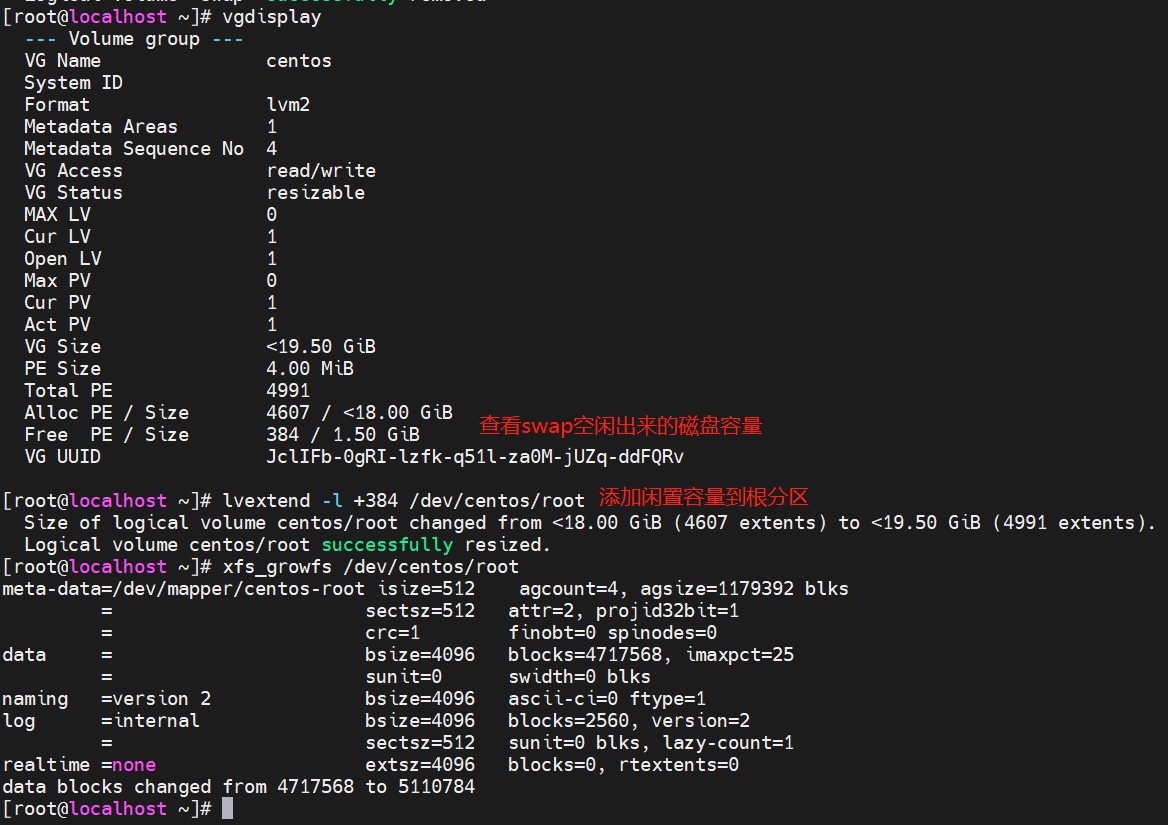 Logical volume "swap" successfully removed
[root@localhost ~]# vgdisplay
--- Volume group ---
VG Name centos
System ID
Format lvm2
Metadata Areas 1
Metadata Sequence No 4
VG Access read/write
VG Status resizable
MAX LV 0
Cur LV 1
Open LV 1
Max PV 0
Cur PV 1
Act PV 1
VG Size <19.50 GiB
PE Size 4.00 MiB
Total PE 4991
Alloc PE / Size 4607 / <18.00 GiB
Free PE / Size 384 / 1.50 GiB 查看swap空闲出来的磁盘容量
VG UUID JclIFb-0gRI-lzfk-q51l-za0M-jUZq-ddFQRv
[root@localhost ~]# lvextend -l +384 /dev/centos/root 添加闲置容量到根分区
Size of logical volume centos/root changed from <18.00 GiB (4607 extents) to <19.50 GiB (4991 extents).
Logical volume centos/root successfully resized.
[root@localhost ~]# xfs_growfs /dev/centos/root
meta-data=/dev/mapper/centos-root isize=512 agcount=4, agsize=1179392 blks
= sectsz=512 attr=2, projid32bit=1
= crc=1 finobt=0 spinodes=0
data = bsize=4096 blocks=4717568, imaxpct=25
= sunit=0 swidth=0 blks
naming =version 2 bsize=4096 ascii-ci=0 ftype=1
log =internal bsize=4096 blocks=2560, version=2
= sectsz=512 sunit=0 blks, lazy-count=1
realtime =none extsz=4096 blocks=0, rtextents=0
data blocks changed from 4717568 to 5110784
[root@localhost ~]#